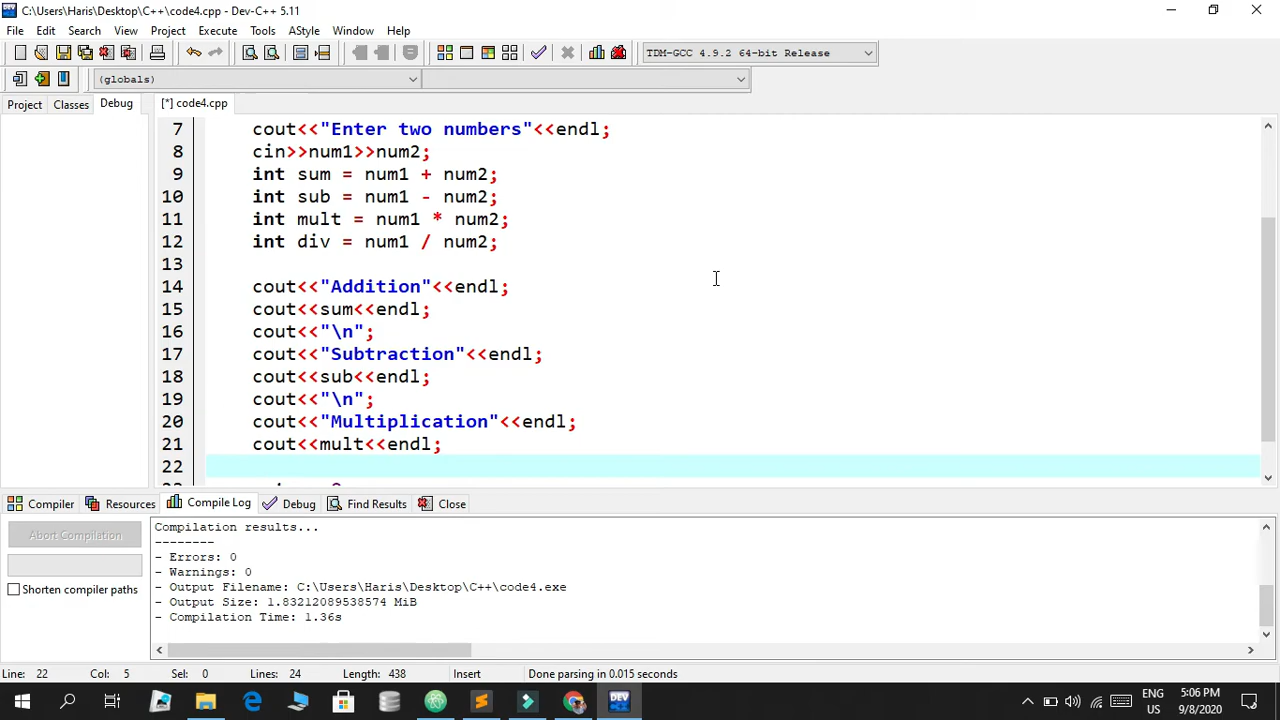 C:\Users\Haris\Desktop\C++\code4.cpp - Dev-C++ 5.11
File Edit Search View Project Execute Tools AStyle Window Help
TDM-GCC 4.9.2 64-bit Release
(globals)
Project Classes Debug [*] code4.cpp
7 cout<<"Enter two numbers"<<endl;
8 cin>>num1>>num2;
9 int sum = num1 + num2;
10 int sub = num1 - num2;
11 int mult = num1 * num2;
12 int div = num1 / num2;
13
14 cout<<"Addition"<<endl;
15 cout<<sum<<endl;
16 cout<<"\n";
17 cout<<"Subtraction"<<endl;
18 cout<<sub<<endl;
19 cout<<"\n";
20 cout<<"Multiplication"<<endl;
21 cout<<mult<<endl;
22
Compiler Resources Compile Log Debug Find Results Close
Abort Compilation
Shorten compiler paths
Compilation results...
--------
- Errors: 0
- Warnings: 0
- Output Filename: C:\Users\Haris\Desktop\C++\code4.exe
- Output Size: 1.83212089538574 MiB
- Compilation Time: 1.36s
Line: 22 Col: 5 Sel: 0 Lines: 24 Length: 438 Insert Done parsing in 0.015 seconds
DEV
ENG
US
5:06 PM
9/8/2020